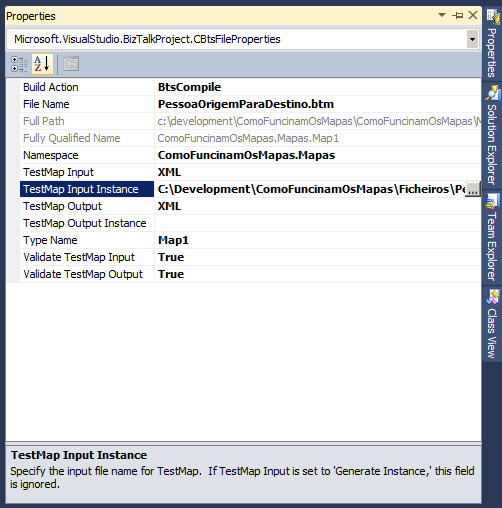 Properties
Microsoft.VisualStudio.BizTalkProject.CBtsFileProperties
Build Action BtsCompile
File Name PessoaOrigemParaDestino.btm
Full Path c:\development\ComoFuncinamOsMapas\ComoFuncinamOsMapas\M
Fully Qualified Name ComoFuncinamOsMapas.Mapas.Map1
Namespace ComoFuncinamOsMapas.Mapas
TestMap Input XML
TestMap Input Instance C:\Development\ComoFuncinamOsMapas\Ficheiros\Pe...
TestMap Output XML
TestMap Output Instance
Type Name Map1
Validate TestMap Input True
Validate TestMap Output True
TestMap Input Instance
Specify the input file name for TestMap. If TestMap Input is set to 'Generate Instance,' this field
is ignored.
Properties
Solution Explorer
Team Explorer
Class View